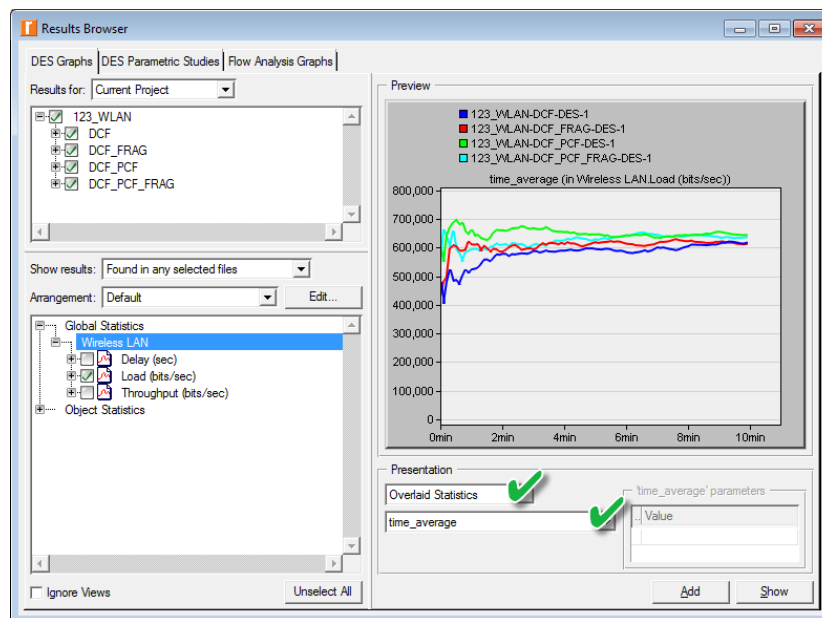 Results Browser
DES Graphs DES Parametric Studies Flow Analysis Graphs
Results for: Current Project
123_WLAN
DCF
DCF_FRAG
DCF_PCF
DCF_PCF_FRAG
Show results: Found in any selected files
Arrangement: Default Edit...
Global Statistics
Wireless LAN
Delay (sec)
Load (bits/sec)
Throughput (bits/sec)
Object Statistics
Ignore Views Unselect All
Preview
123_WLAN-DCF-DES-1
123_WLAN-DCF_FRAG-DES-1
123_WLAN-DCF_PCF-DES-1
123_WLAN-DCF_PCF_FRAG-DES-1
time_average (in Wireless LAN.Load (bits/sec))
800,000
700,000
600,000
500,000
400,000
300,000
200,000
100,000
0
0min 2min 4min 6min 8min 10min
Presentation
Overlaid Statistics
time_average
'time_average' parameters
.. Value
Add Show